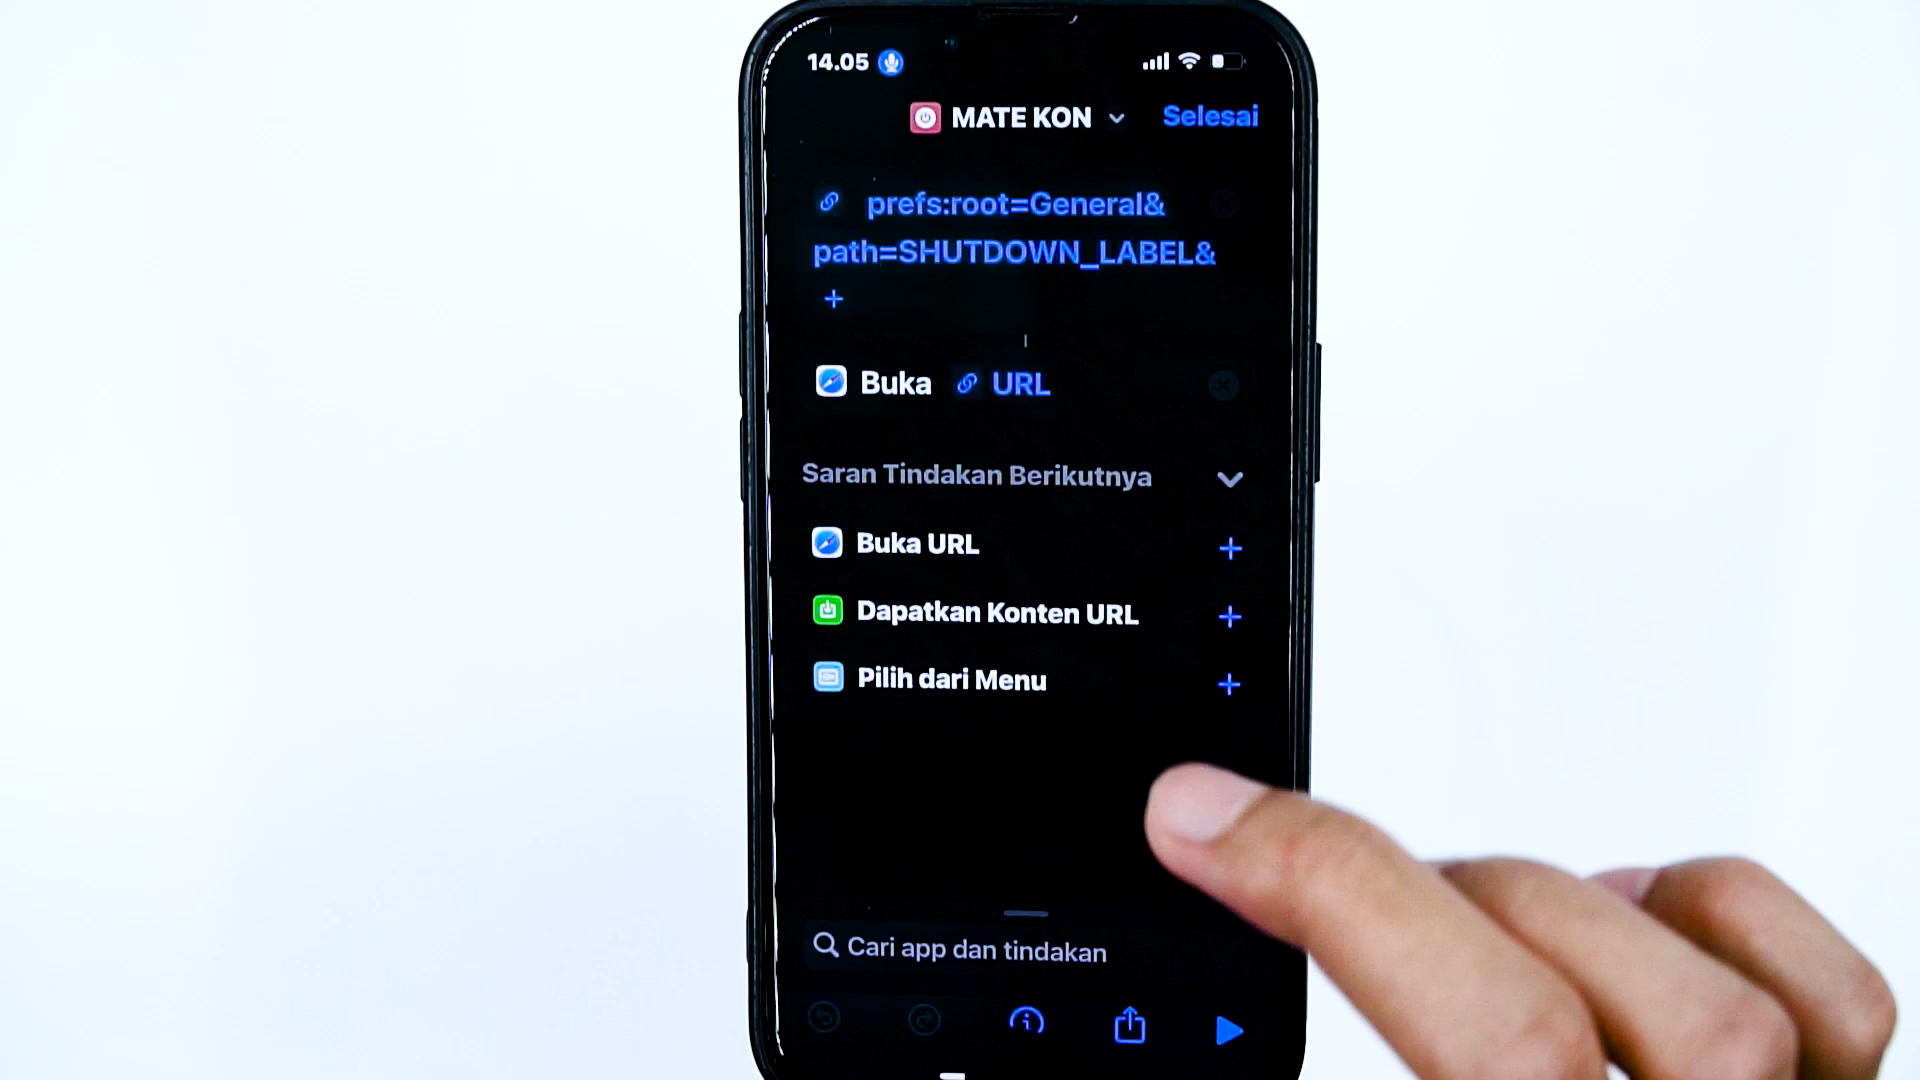 14.05
MATE KON
Selesai
prefs:root=General&
path=SHUTDOWN_LABEL&
Buka URL
Saran Tindakan Berikutnya
Buka URL
Dapatkan Konten URL
Pilih dari Menu
Cari app dan tindakan